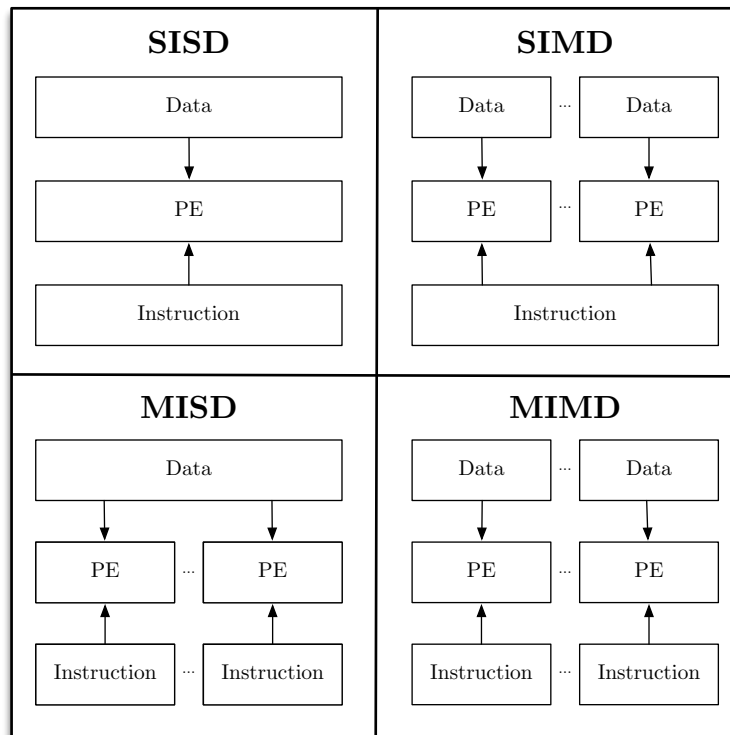 SISD
Data
PE
Instruction
SIMD
Data ... Data
PE ... PE
Instruction
MISD
Data
PE ... PE
Instruction ... Instruction
MIMD
Data ... Data
PE ... PE
Instruction ... Instruction